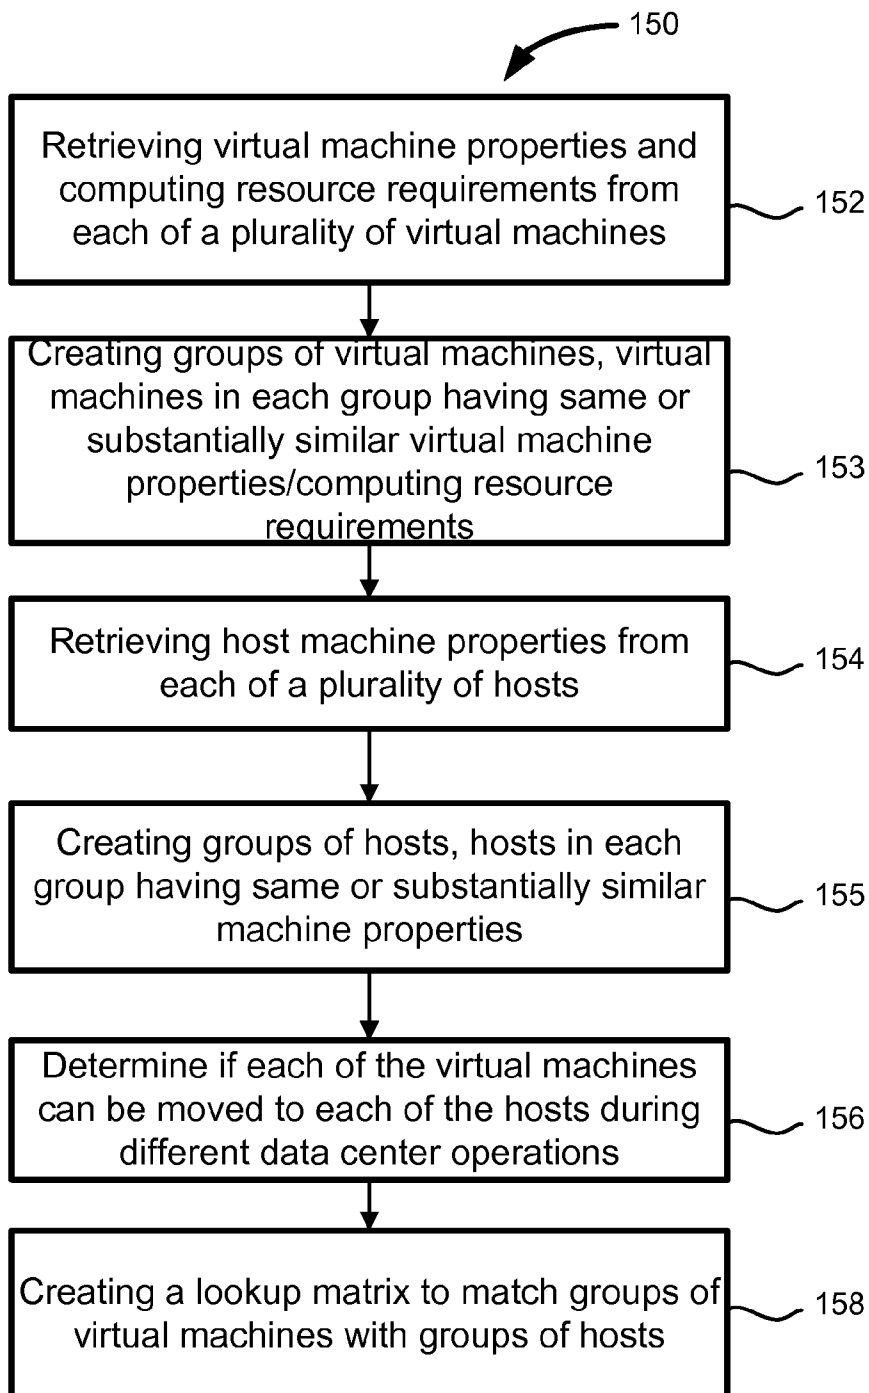 150
Retrieving virtual machine properties and
computing resource requirements from
each of a plurality of virtual machines
152
Creating groups of virtual machines, virtual
machines in each group having same or
substantially similar virtual machine
properties/computing resource
requirements
153
Retrieving host machine properties from
each of a plurality of hosts
154
Creating groups of hosts, hosts in each
group having same or substantially similar
machine properties
155
Determine if each of the virtual machines
can be moved to each of the hosts during
different data center operations
156
Creating a lookup matrix to match groups of
virtual machines with groups of hosts
158